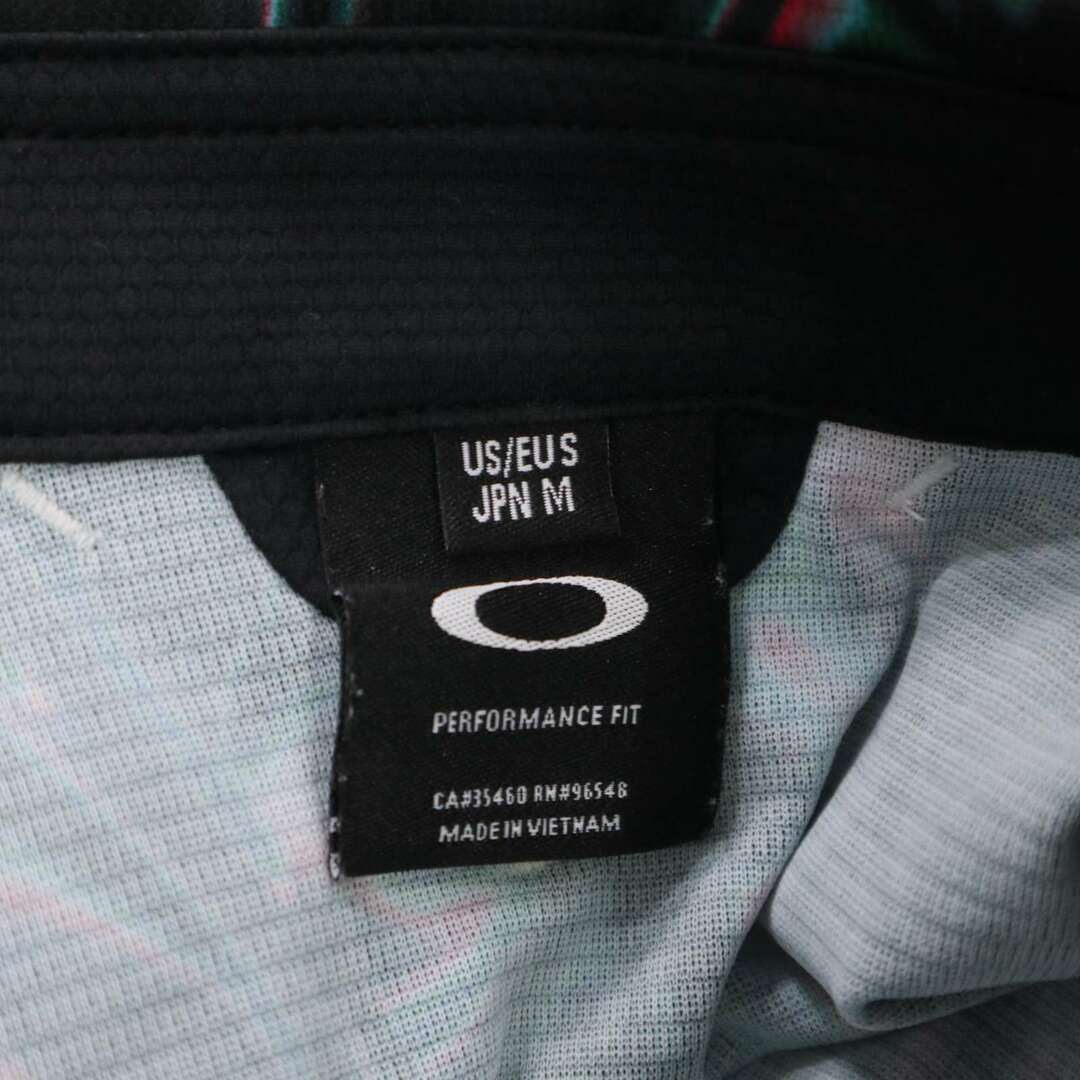 US/EU S
JPN M
PERFORMANCE FIT
CA#35460 RN#96548
MADE IN VIETNAM